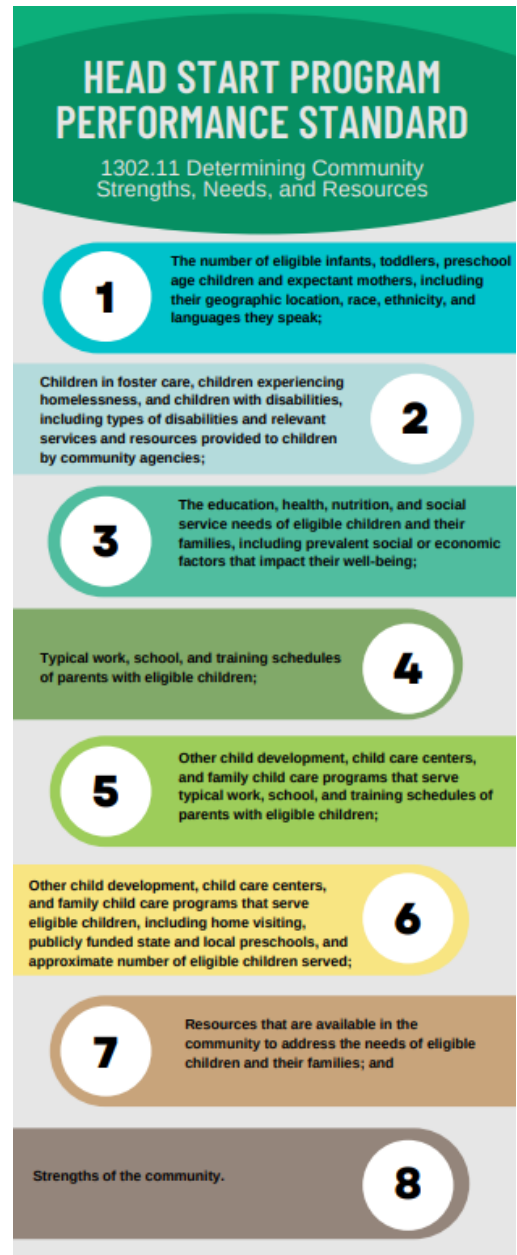 HEAD START PROGRAM
PERFORMANCE STANDARD
1302.11 Determining Community
Strengths, Needs, and Resources
1
The number of eligible infants, toddlers, preschool
age children and expectant mothers, including
their geographic location, race, ethnicity, and
languages they speak;
Children in foster care, children experiencing
homelessness, and children with disabilities,
including types of disabilities and relevant
services and resources provided to children
by community agencies;
2
3
The education, health, nutrition, and social
service needs of eligible children and their
families, including prevalent social or economic
factors that impact their well-being;
Typical work, school, and training schedules
of parents with eligible children;
4
5
Other child development, child care centers,
and family child care programs that serve
typical work, school, and training schedules of
parents with eligible children;
Other child development, child care centers,
and family child care programs that serve
eligible children, including home visiting,
publicly funded state and local preschools, and
approximate number of eligible children served;
6
7
Resources that are available in the
community to address the needs of eligible
children and their families; and
Strengths of the community.
8